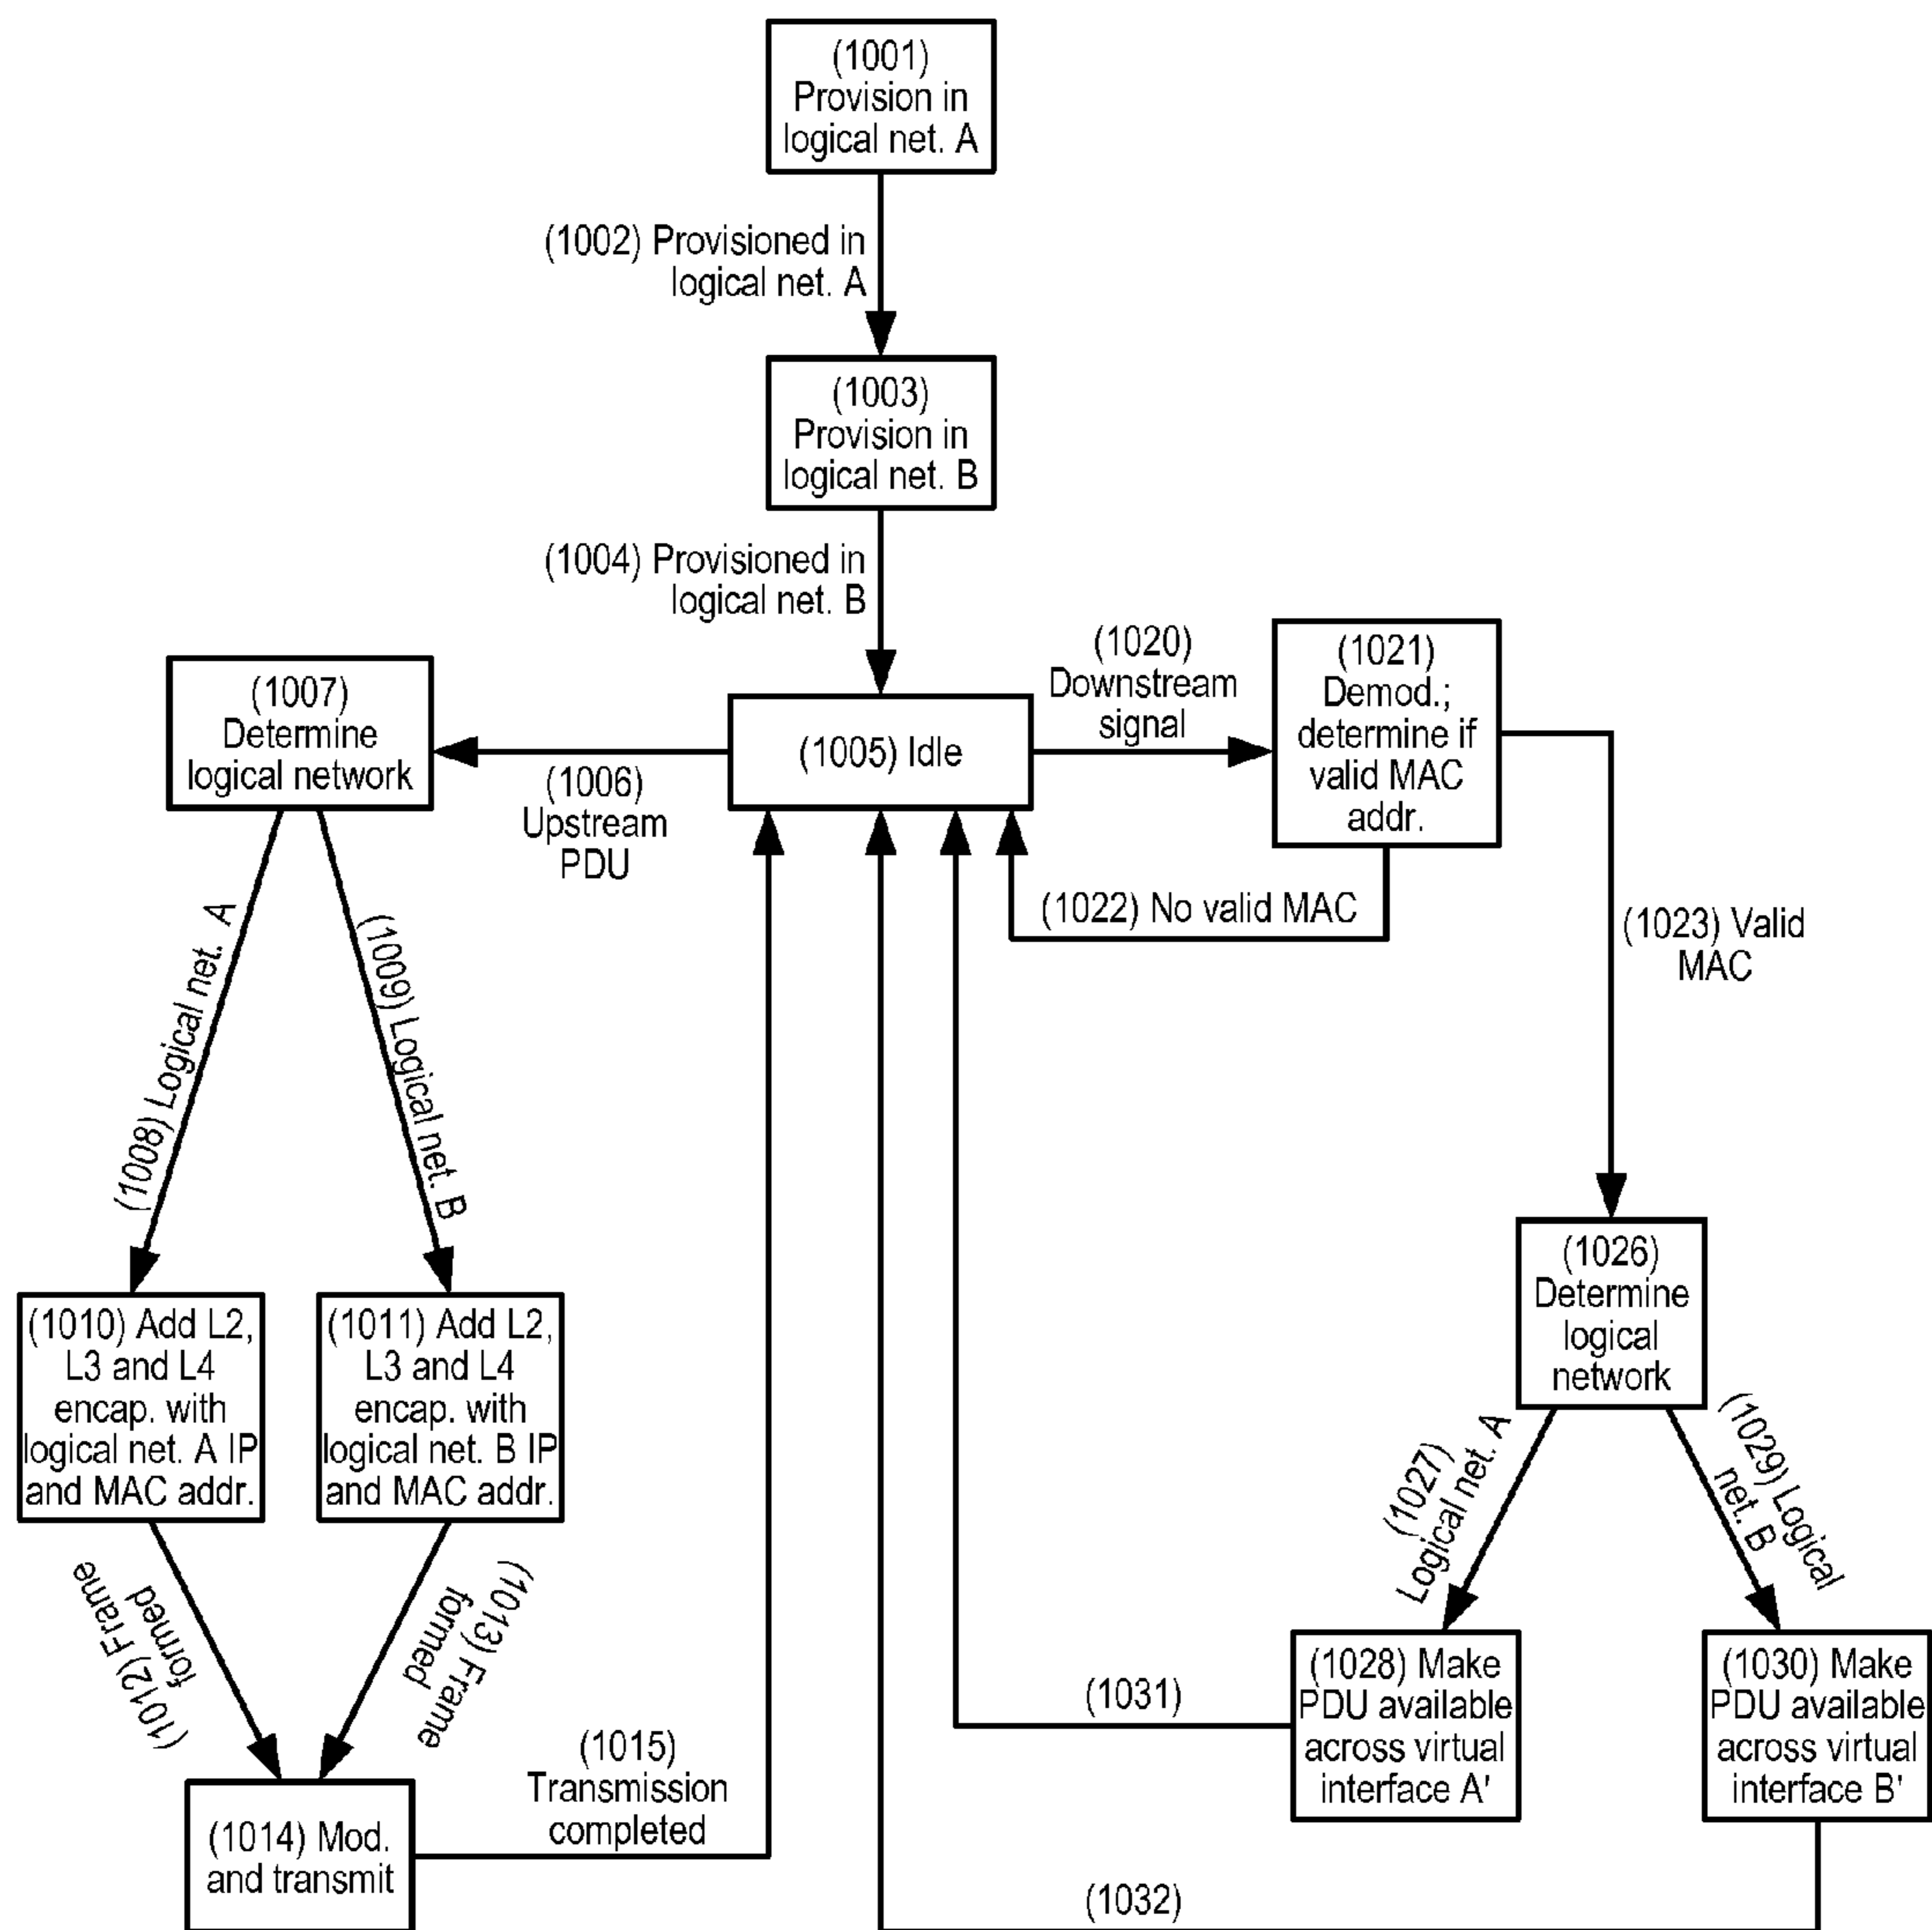 (1001)
Provision in
logical net. A
(1002) Provisioned in
logical net. A
(1003)
Provision in
logical net. B
(1004) Provisioned in
logical net. B
(1007)
Determine
logical network
(1006)
Upstream
PDU
(1005) Idle
(1020)
Downstream
signal
(1021)
Demod.;
determine if
valid MAC
addr.
(1022) No valid MAC
(1023) Valid
MAC
(1008) Logical net. A
(1009) Logical net. B
(1010) Add L2,
L3 and L4
encap. with
logical net. A IP
and MAC addr.
(1011) Add L2,
L3 and L4
encap. with
logical net. B IP
and MAC addr.
(1012) Frame
formed
(1013) Frame
formed
(1014) Mod.
and transmit
(1015)
Transmission
completed
(1026)
Determine
logical
network
(1027)
Logical net. A
(1029) Logical
net. B
(1028) Make
PDU available
across virtual
interface A'
(1030) Make
PDU available
across virtual
interface B'
(1031)
(1032)